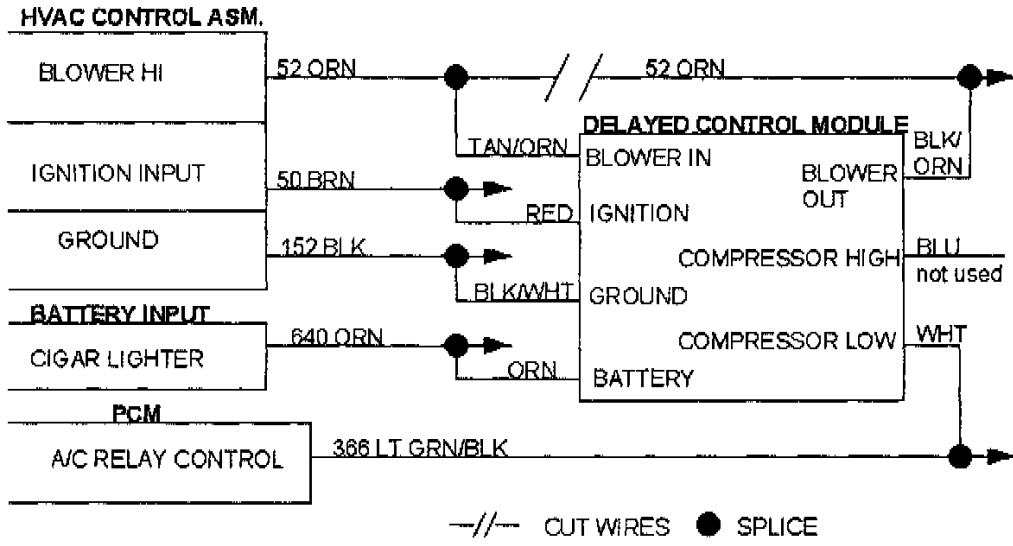 HVAC CONTROL ASM.
BLOWER HI
52 ORN
52 ORN
DELAYED CONTROL MODULE
TAN/ORN
BLOWER IN
BLK/
ORN
IGNITION INPUT
50 BRN
BLOWER
OUT
RED
IGNITION
GROUND
152 BLK
COMPRESSOR HIGH
BLU
not used
BLK/WHT
GROUND
BATTERY INPUT
CIGAR LIGHTER
640 ORN
COMPRESSOR LOW
WHT
ORN
BATTERY
PCM
A/C RELAY CONTROL
366 LT GRN/BLK
CUT WIRES
SPLICE